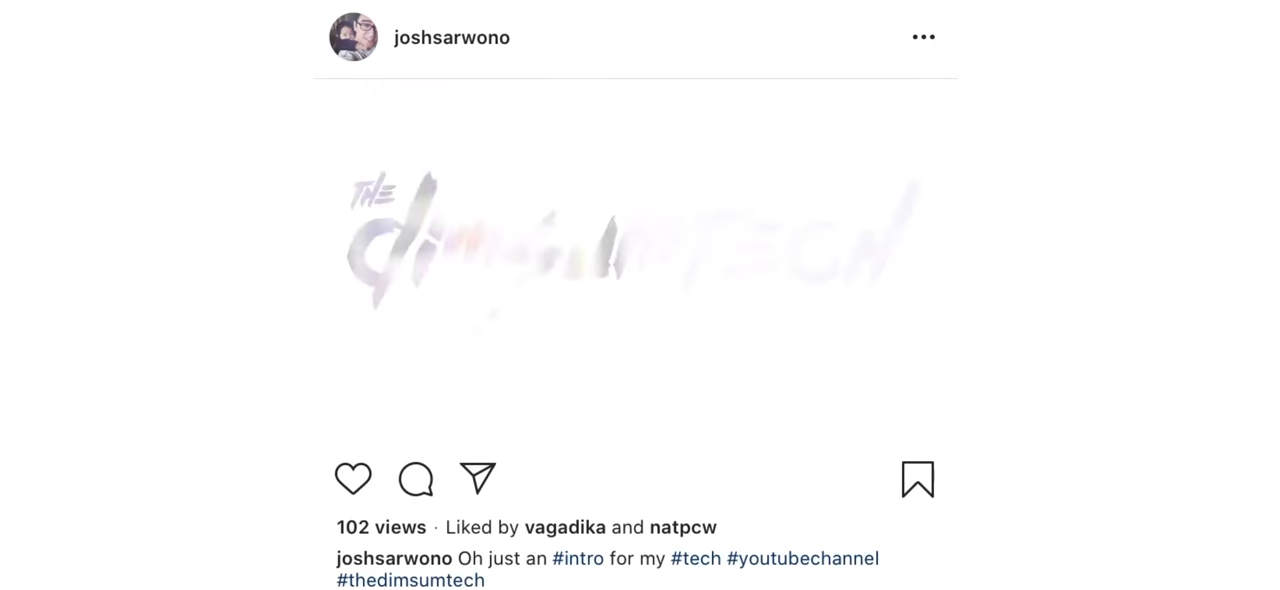 joshsarwono
THE
dimsumTECH
102 views · Liked by vagadika and natpcw
joshsarwono Oh just an #intro for my #tech #youtubechannel
#thedimsumtech